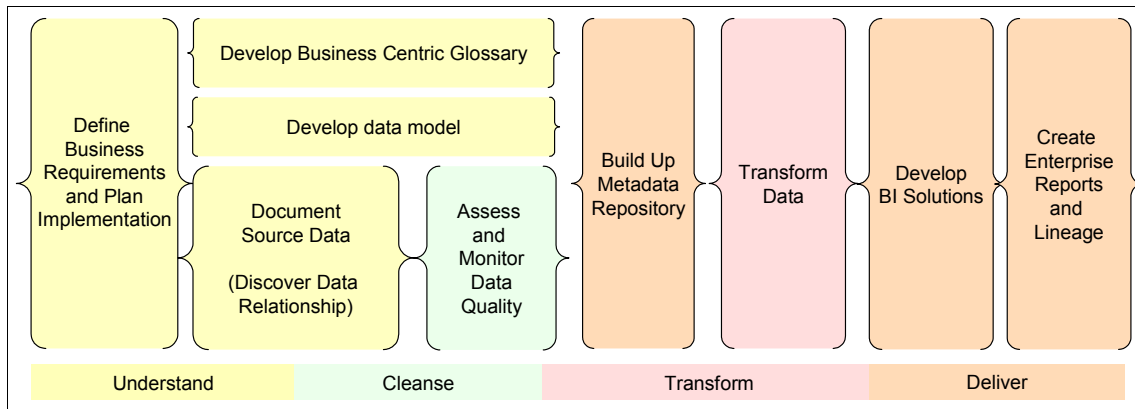 Define
Business
Requirements
and Plan
Implementation
Develop Business Centric Glossary
Develop data model
Document
Source Data
(Discover Data
Relationship)
Assess
and
Monitor
Data
Quality
Build Up
Metadata
Repository
Transform
Data
Develop
BI Solutions
Create
Enterprise
Reports
and
Lineage
Understand
Cleanse
Transform
Deliver